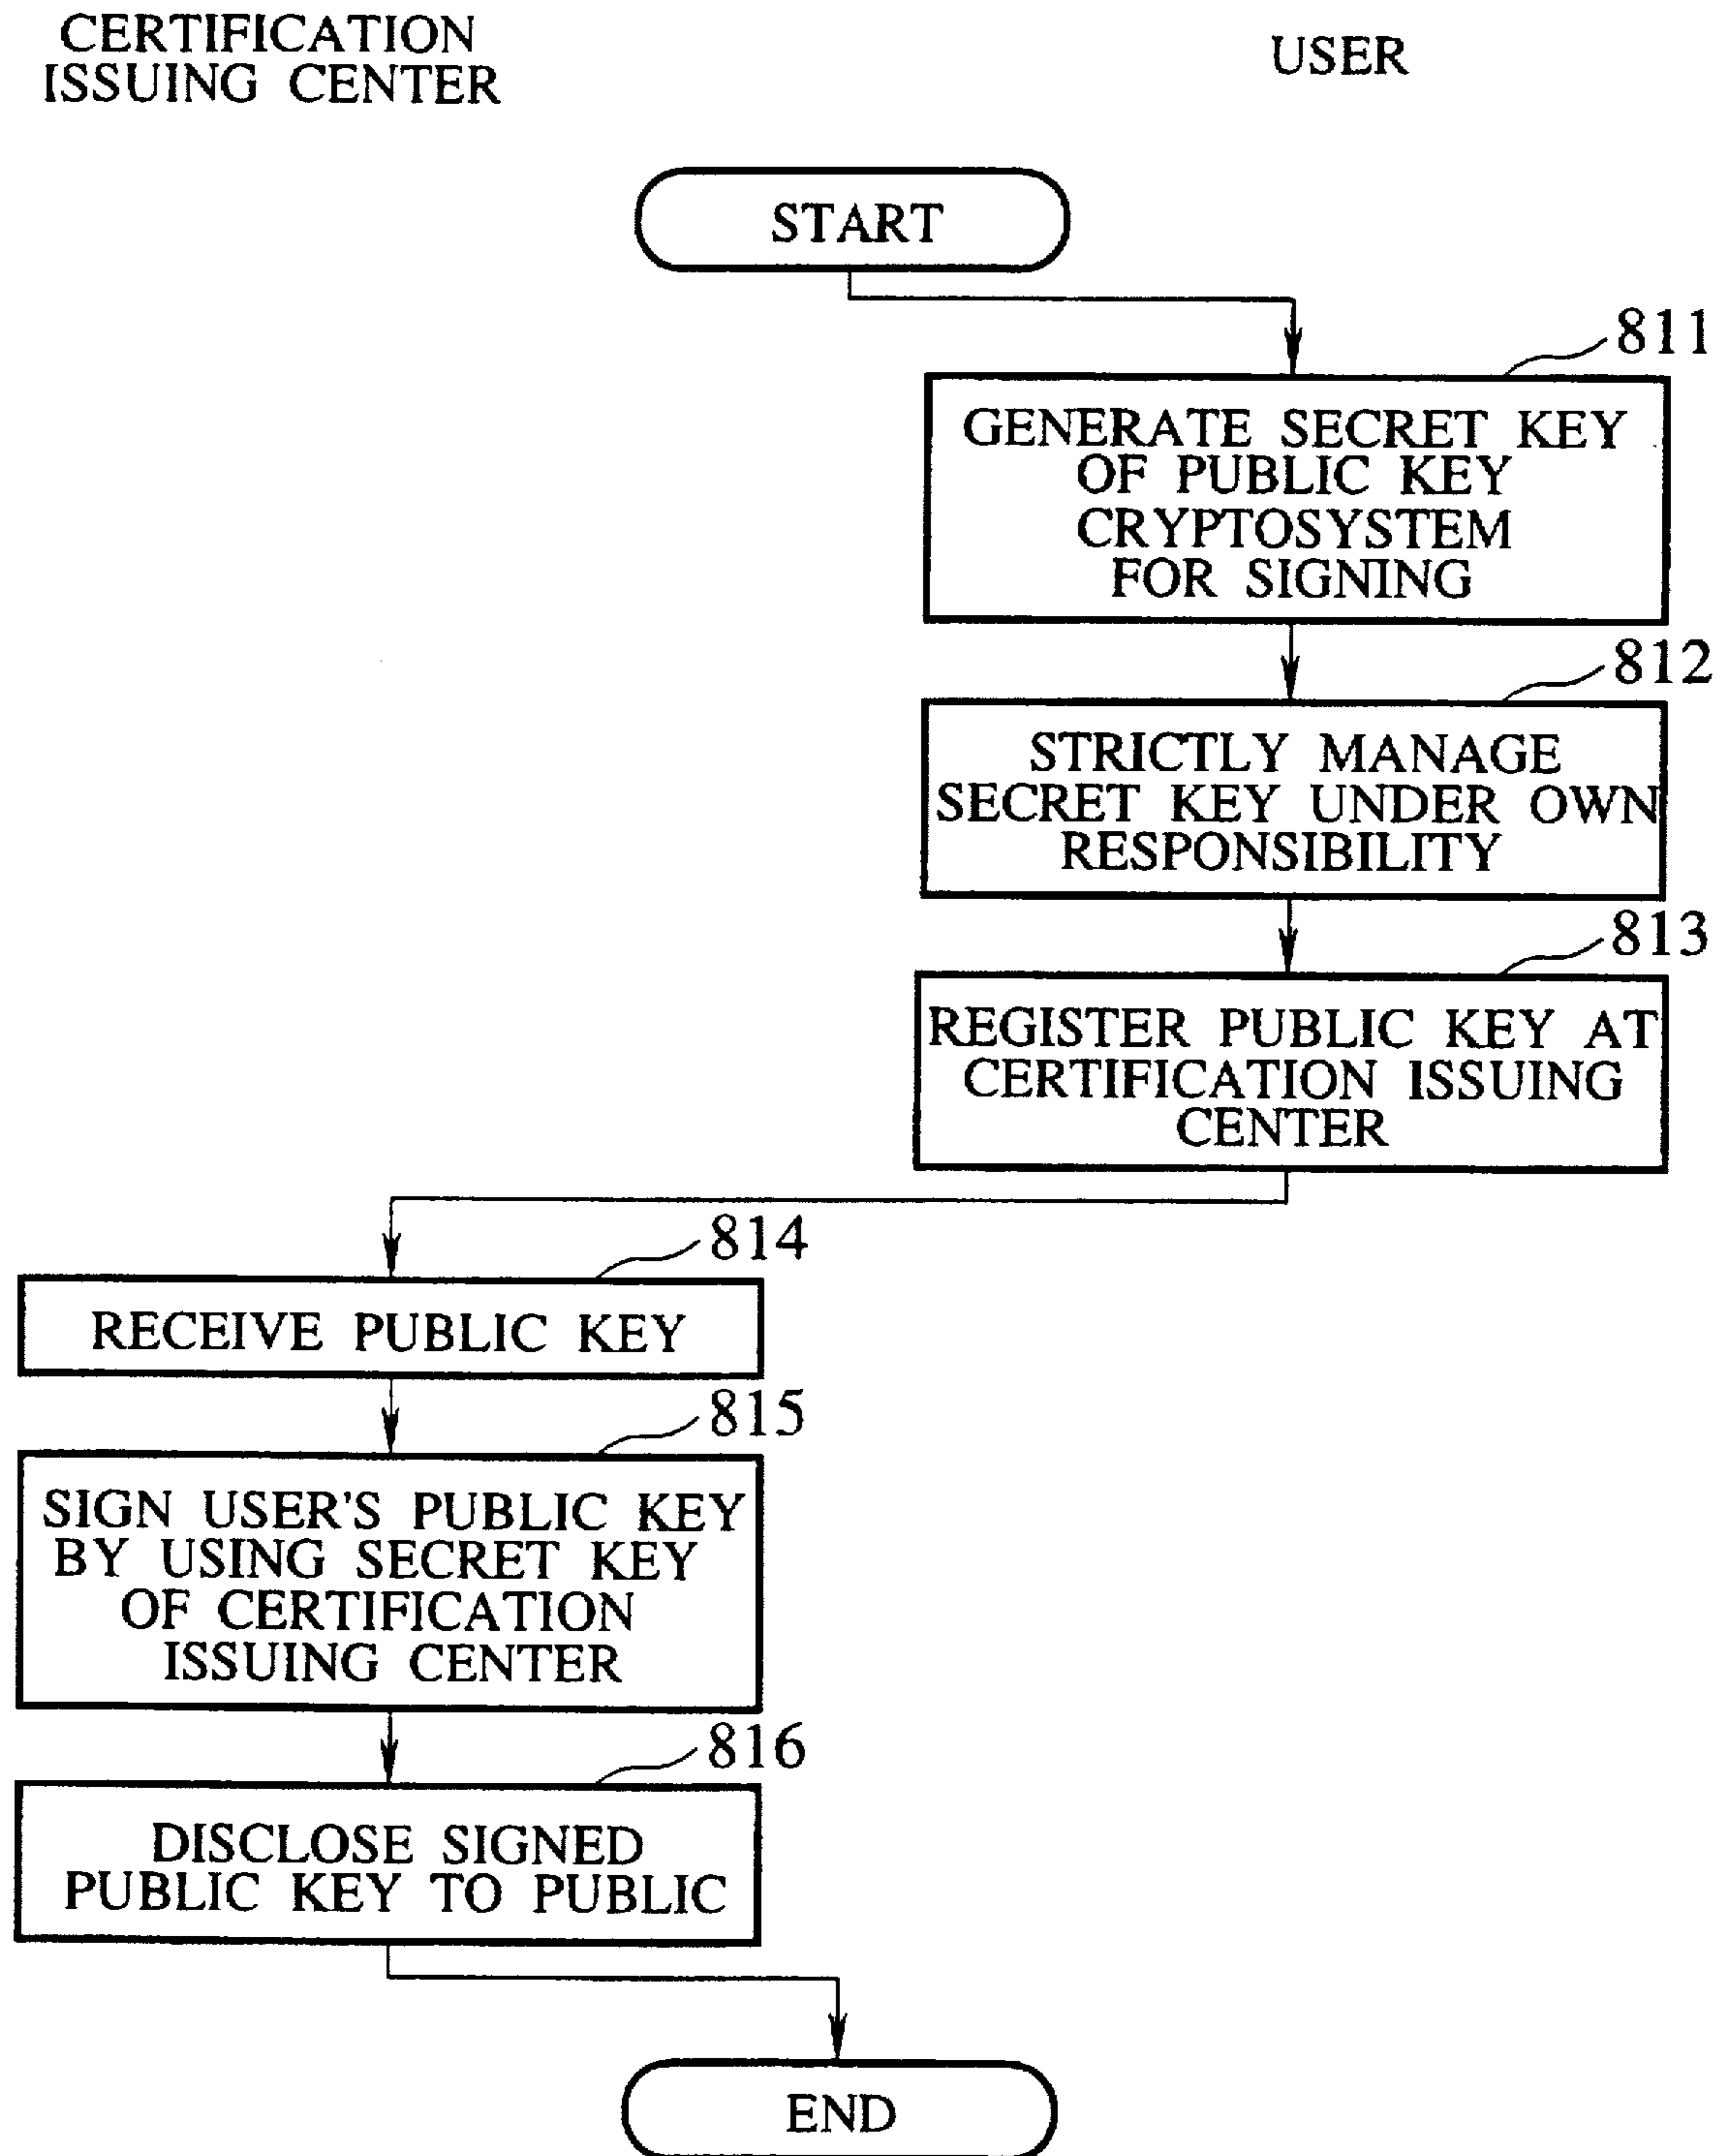 CERTIFICATION
ISSUING CENTER
USER
START
811
GENERATE SECRET KEY
OF PUBLIC KEY
CRYPTOSYSTEM
FOR SIGNING
812
STRICTLY MANAGE
SECRET KEY UNDER OWN
RESPONSIBILITY
813
REGISTER PUBLIC KEY AT
CERTIFICATION ISSUING
CENTER
814
RECEIVE PUBLIC KEY
815
SIGN USER'S PUBLIC KEY
BY USING SECRET KEY
OF CERTIFICATION
ISSUING CENTER
816
DISCLOSE SIGNED
PUBLIC KEY TO PUBLIC
END